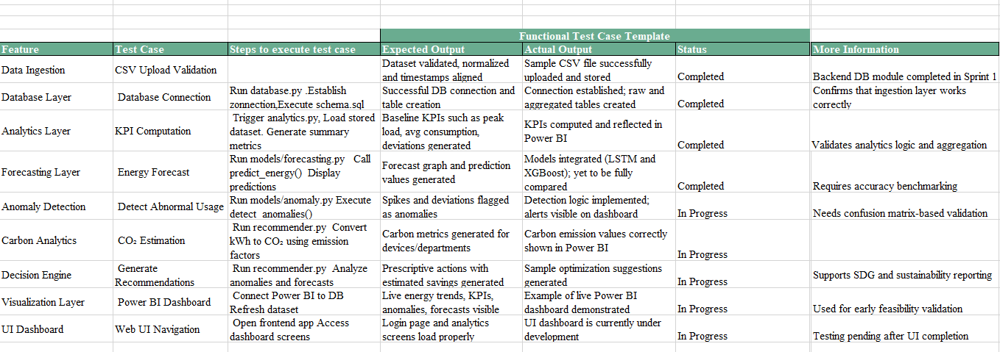 Functional Test Case Template
Feature Test Case Steps to execute test case Expected Output Actual Output Status More Information
Data Ingestion
CSV Upload Validation
Dataset validated, normalized
and timestamps aligned
Sample CSV file successfully
uploaded and stored
Completed
Backend DB module completed in Sprint 1
Database Layer
Database Connection
Run database.py .Establish
zonnection,Execute schema.sql
Successful DB connection and
table creation
Connection established; raw and
aggregated tables created
Completed
Confirms that ingestion layer works
correctly
Analytics Layer
KPI Computation
Trigger analytics.py, Load stored
dataset. Generate summary
metrics
Baseline KPIs such as peak
load, avg consumption,
deviations generated
KPIs computed and reflected in
Power BI
Completed
Validates analytics logic and aggregation
Forecasting Layer
Energy Forecast
Run models/forecasting.py Call
predict_energy() Display
predictions
Forecast graph and prediction
values generated
Models integrated (LSTM and
XGBoost); yet to be fully
compared
Completed
Requires accuracy benchmarking
Anomaly Detection
Detect Abnormal Usage
Run models/anomaly.py Execute
detect_anomalies()
Spikes and deviations flagged
as anomalies
Detection logic implemented;
alerts visible on dashboard
In Progress
Needs confusion matrix-based validation
Carbon Analytics
CO₂ Estimation
Run recommender.py Convert
kWh to CO₂ using emission
factors
Carbon metrics generated for
devices/departments
Carbon emission values correctly
shown in Power BI
In Progress
Decision Engine
Generate
Recommendations
Run recommender.py Analyze
anomalies and forecasts
Prescriptive actions with
estimated savings generated
Sample optimization suggestions
generated
In Progress
Supports SDG and sustainability reporting
Visualization Layer
Power BI Dashboard
Connect Power BI to DB
Refresh dataset
Live energy trends, KPIs,
anomalies, forecasts visible
Example of live Power BI
dashboard demonstrated
In Progress
Used for early feasibility validation
UI Dashboard
Web UI Navigation
Open frontend app Access
dashboard screens
Login page and analytics
screens load properly
UI dashboard is currently under
development
In Progress
Testing pending after UI completion